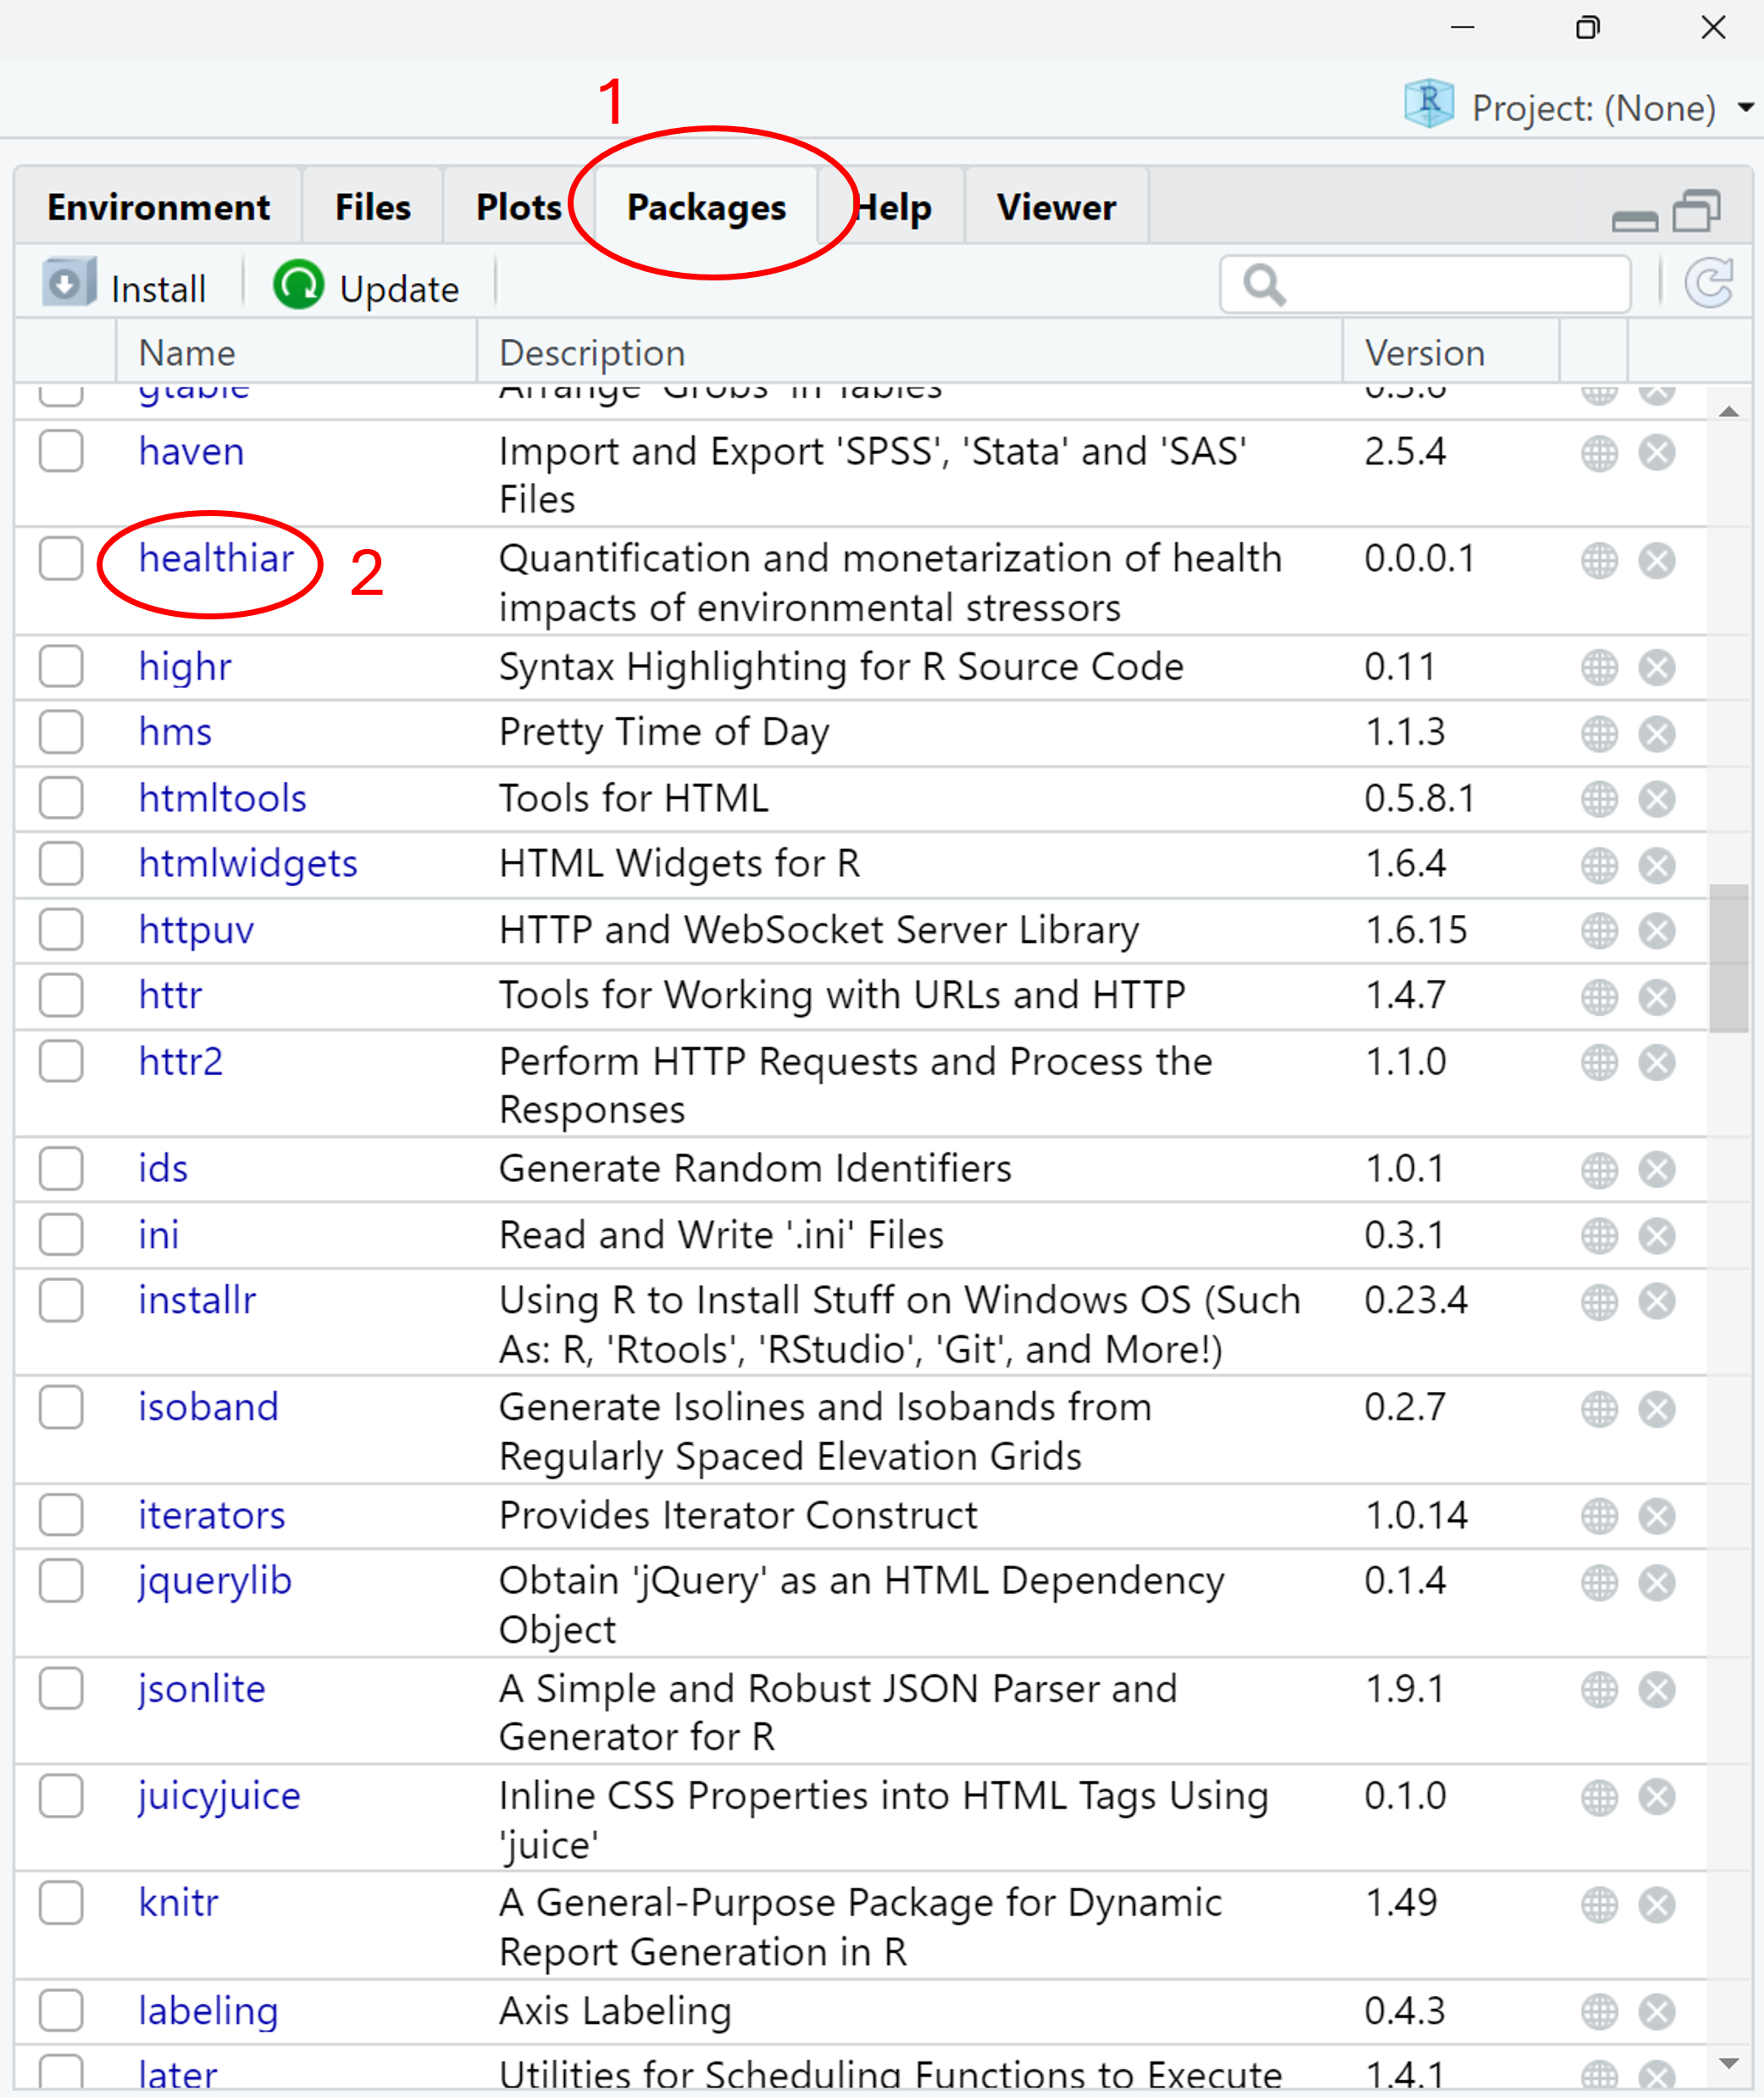 1
Project: (None)
Environment Files Plots Packages Help Viewer
Install Update
Name Description Version
gtable Arrange 'Grobs' in Tables 0.3.6
haven Import and Export 'SPSS', 'Stata' and 'SAS' 2.5.4
Files
healthiar 2 Quantification and monetarization of health 0.0.0.1
impacts of environmental stressors
highr Syntax Highlighting for R Source Code 0.11
hms Pretty Time of Day 1.1.3
htmltools Tools for HTML 0.5.8.1
htmlwidgets HTML Widgets for R 1.6.4
httpuv HTTP and WebSocket Server Library 1.6.15
httr Tools for Working with URLs and HTTP 1.4.7
httr2 Perform HTTP Requests and Process the 1.1.0
Responses
ids Generate Random Identifiers 1.0.1
ini Read and Write '.ini' Files 0.3.1
installr Using R to Install Stuff on Windows OS (Such 0.23.4
As: R, 'Rtools', 'RStudio', 'Git', and More!)
isoband Generate Isolines and Isobands from 0.2.7
Regularly Spaced Elevation Grids
iterators Provides Iterator Construct 1.0.14
jquerylib Obtain 'jQuery' as an HTML Dependency 0.1.4
Object
jsonlite A Simple and Robust JSON Parser and 1.9.1
Generator for R
juicyjuice Inline CSS Properties into HTML Tags Using 0.1.0
'juice'
knitr A General-Purpose Package for Dynamic 1.49
Report Generation in R
labeling Axis Labeling 0.4.3
later Utilities for Scheduling Functions to Execute 1.4.1